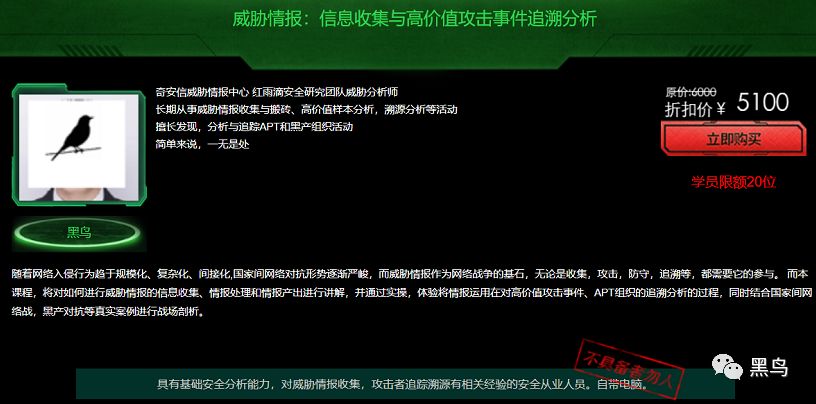 威胁情报：信息收集与高价值攻击事件追溯分析
奇安信威胁情报中心 红雨滴安全研究团队威胁分析师
长期从事威胁情报收集与搬砖、高价值样本分析，溯源分析等活动
擅长发现，分析与追踪APT和黑产组织活动
简单来说，一无是处
原价:6000
折扣价￥ 5100
立即购买
学员限额20位
黑鸟
随着网络入侵行为趋于规模化、复杂化、间接化,国家间网络对抗形势逐渐严峻，而威胁情报作为网络战争的基石，无论是收集，攻击，防守，追溯等，都需要它的参与。 而本
课程，将对如何进行威胁情报的信息收集、情报处理和情报产出进行讲解，并通过实操，体验将情报运用在对高价值攻击事件、APT组织的追溯分析的过程，同时结合国家间网
络战，黑产对抗等真实案例进行战场剖析。
不具备者勿入
具有基础安全分析能力，对威胁情报收集，攻击者追踪溯源有相关经验的安全从业人员。自带电脑。
黑鸟